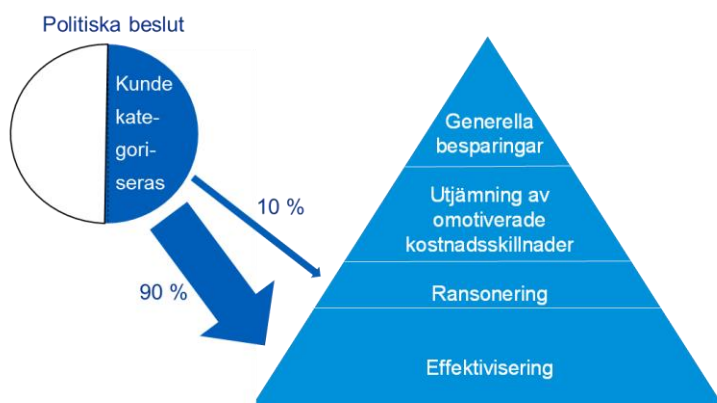 Politiska beslut
Kunde
kate-
gori-
seras
10 %
90 %
Generella
besparingar
Utjämning av
omotiverade
kostnadsskillnader
Ransonering
Effektivisering